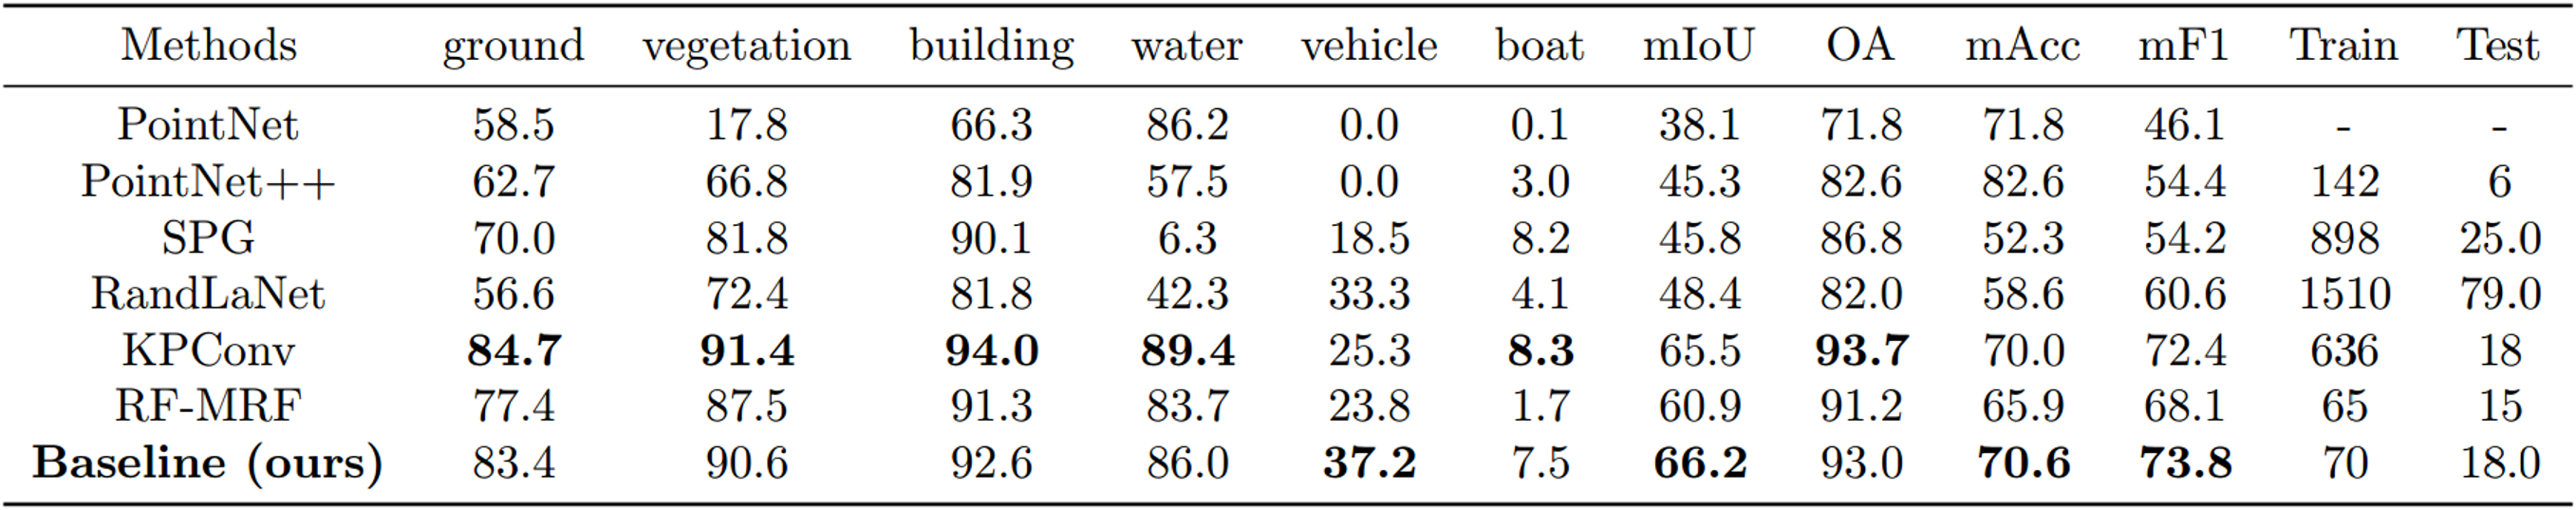 Methods ground vegetation building water vehicle boat mIoU OA mAcc mF1 Train Test
PointNet 58.5 17.8 66.3 86.2 0.0 0.1 38.1 71.8 71.8 46.1 - -
PointNet++ 62.7 66.8 81.9 57.5 0.0 3.0 45.3 82.6 82.6 54.4 142 6
SPG 70.0 81.8 90.1 6.3 18.5 8.2 45.8 86.8 52.3 54.2 898 25.0
RandLaNet 56.6 72.4 81.8 42.3 33.3 4.1 48.4 82.0 58.6 60.6 1510 79.0
KPConv 84.7 91.4 94.0 89.4 25.3 8.3 65.5 93.7 70.0 72.4 636 18
RF-MRF 77.4 87.5 91.3 83.7 23.8 1.7 60.9 91.2 65.9 68.1 65 15
Baseline (ours) 83.4 90.6 92.6 86.0 37.2 7.5 66.2 93.0 70.6 73.8 70 18.0